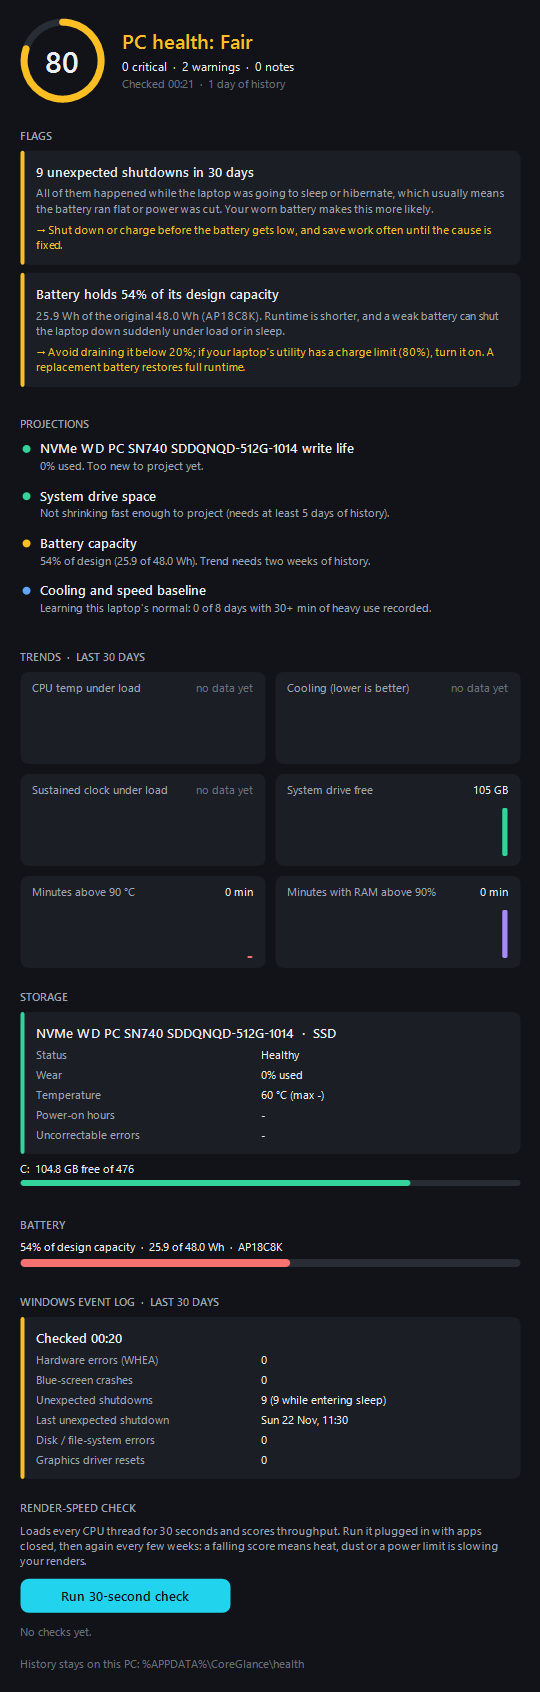 80
PC health: Fair
0 critical · 2 warnings · 0 notes
Checked 00:21 · 1 day of history
FLAGS
9 unexpected shutdowns in 30 days
All of them happened while the laptop was going to sleep or hibernate, which usually means
the battery ran flat or power was cut. Your worn battery makes this more likely.
→ Shut down or charge before the battery gets low, and save work often until the cause is
fixed.
Battery holds 54% of its design capacity
25.9 Wh of the original 48.0 Wh (AP18C8K). Runtime is shorter, and a weak battery can shut
the laptop down suddenly under load or in sleep.
→ Avoid draining it below 20%; if your laptop's utility has a charge limit (80%), turn it on. A
replacement battery restores full runtime.
PROJECTIONS
NVMe WD PC SN740 SDDQNQD-512G-1014 write life
0% used. Too new to project yet.
System drive space
Not shrinking fast enough to project (needs at least 5 days of history).
Battery capacity
54% of design (25.9 of 48.0 Wh). Trend needs two weeks of history.
Cooling and speed baseline
Learning this laptop's normal: 0 of 8 days with 30+ min of heavy use recorded.
TRENDS · LAST 30 DAYS
CPU temp under load no data yet
Cooling (lower is better) no data yet
Sustained clock under load no data yet
System drive free 105 GB
Minutes above 90 °C 0 min
Minutes with RAM above 90% 0 min
STORAGE
NVMe WD PC SN740 SDDQNQD-512G-1014 · SSD
Status Healthy
Wear 0% used
Temperature 60 °C (max -)
Power-on hours -
Uncorrectable errors -
C: 104.8 GB free of 476
BATTERY
54% of design capacity · 25.9 of 48.0 Wh · AP18C8K
WINDOWS EVENT LOG · LAST 30 DAYS
Checked 00:20
Hardware errors (WHEA) 0
Blue-screen crashes 0
Unexpected shutdowns 9 (9 while entering sleep)
Last unexpected shutdown Sun 22 Nov, 11:30
Disk / file-system errors 0
Graphics driver resets 0
RENDER-SPEED CHECK
Loads every CPU thread for 30 seconds and scores throughput. Run it plugged in with apps
closed, then again every few weeks: a falling score means heat, dust or a power limit is slowing
your renders.
Run 30-second check
No checks yet.
History stays on this PC: %APPDATA%\CoreGlance\health